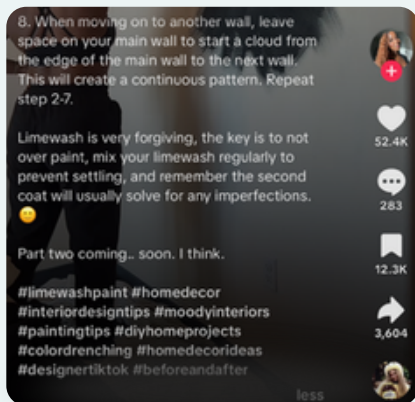 8. When moving on to another wall, leave
space on your main wall to start a cloud from
the edge of the main wall to the next wall.
This will create a continuous pattern. Repeat
step 2-7.
Limewash is very forgiving, the key is to not
over paint, mix your limewash regularly to
prevent settling, and remember the second
coat will usually solve for any imperfections.
😊
Part two coming.. soon. I think.
#limewashpaint #homedecor
#interiordesigntips #moodyinteriors
#paintingtips #diyhomeprojects
#colordrenching #homedecorideas
#designertiktok #beforeandafter
less
52.4K
283
12.3K
3,604